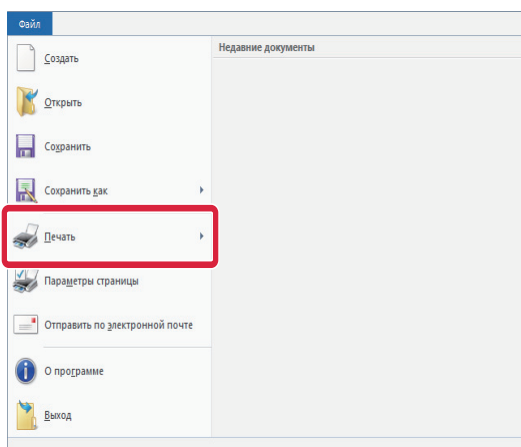 Файл
Недавние документы
Создать
Открыть
Сохранить
Сохранить как
Печать
Параметры страницы
Отправить по электронной почте
О программе
Выход